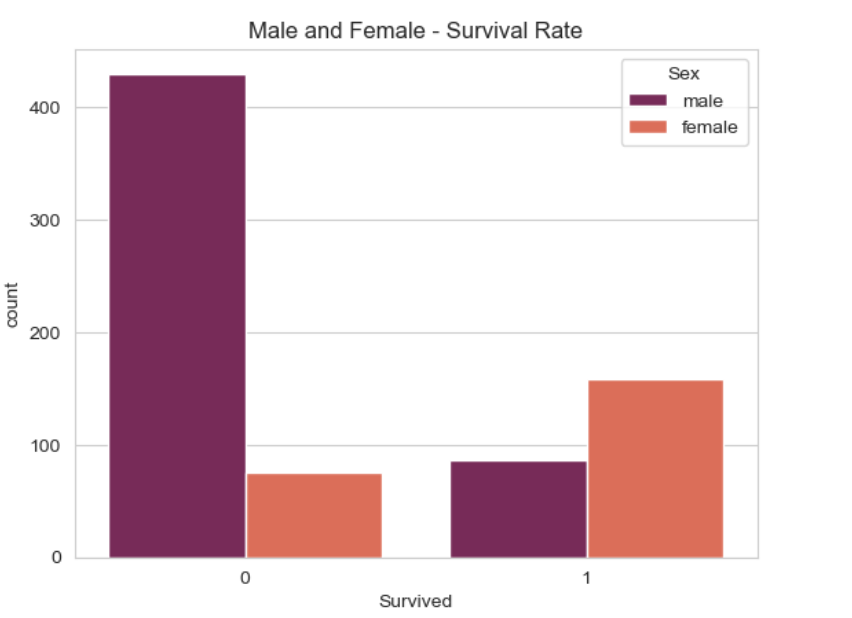 Male and Female - Survival Rate
Sex
male
female
400
300
200
100
0
count
0 1
Survived